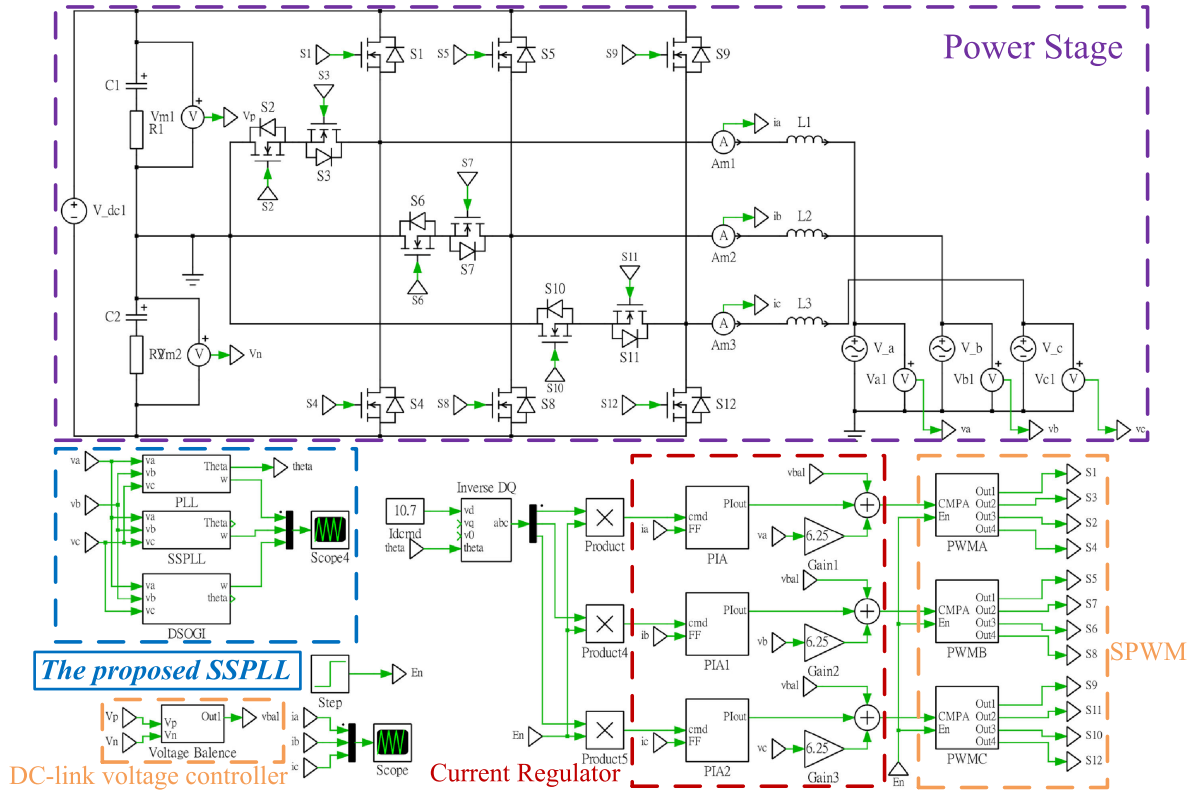 Power Stage
S1
S1
S5
S5
S9
S9
C1
Vm1
R1
V
Vp
S2
S2
S3
S3
A
ia
Am1
L1
V_dc1
S6
S6
S7
S7
A
ib
Am2
L2
S10
S10
S11
S11
A
ic
Am3
L3
C2
Vm2
V
Vn
S4
S4
S8
S8
S12
S12
V_a
Va1
V
va
V_b
Vb1
V
vb
V_c
Vc1
V
vc
va
vb
vc
va
vb
vc
Theta
w
PLL
theta
va
vb
vc
Theta
w
SSPLL
va
vb
vc
w
theta
DSOGI
Scope4
The proposed SSPLL
Step
En
Vp
Vn
Vp
Vn
Out1
vbal
Voltage Balence
DC-link voltage controller
ia
ib
ic
Scope
10.7
Idcmd
theta
Inverse DQ
vd
vq
v0
theta
abc
Product
Product4
Product5
En
ia
cmd
FF
PIout
PIA
vbal
va
6.25
Gain1
ib
cmd
FF
PIout
PIA1
vbal
vb
6.25
Gain2
ic
cmd
FF
PIout
PIA2
vbal
vc
6.25
Gain3
Current Regulator
CMPA
En
Out1
Out2
Out3
Out4
PWMA
S1
S3
S2
S4
CMPA
En
Out1
Out2
Out3
Out4
PWMB
S5
S7
S6
S8
CMPA
En
Out1
Out2
Out3
Out4
PWMC
S9
S11
S10
S12
En
SPWM